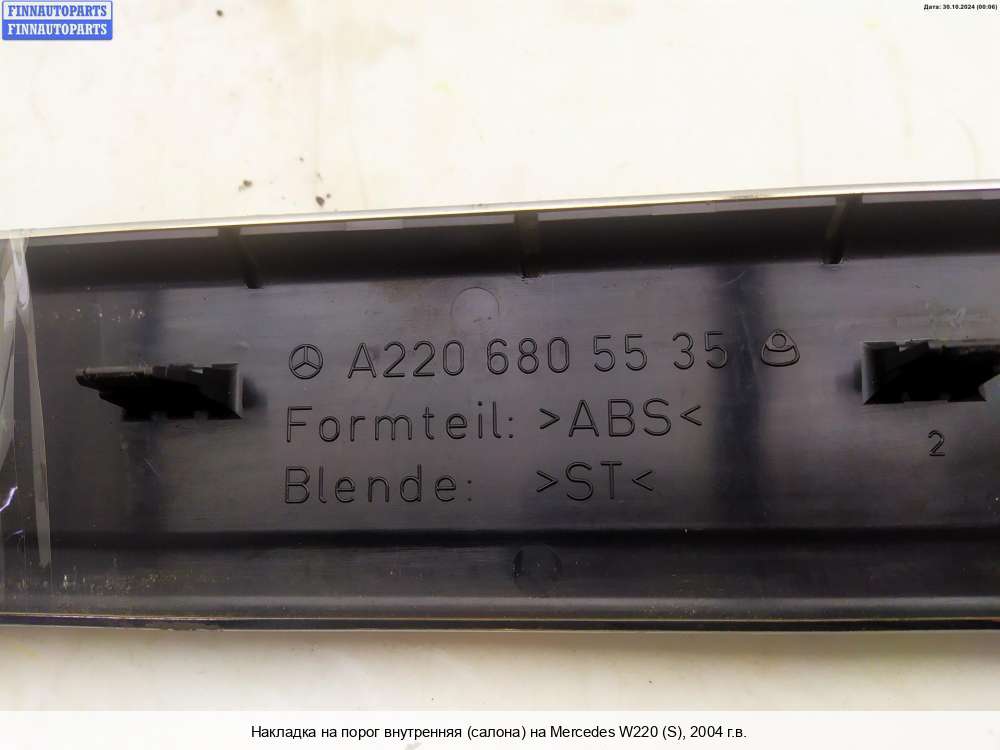 FINNAUTOPARTS
FINNAUTOPARTS
Дата: 30.10.2024 (00:06)
A220 680 55 35
Formteil: >ABS<
Blende: >ST<
2
Накладка на порог внутренняя (салона) на Mercedes W220 (S), 2004 г.в.